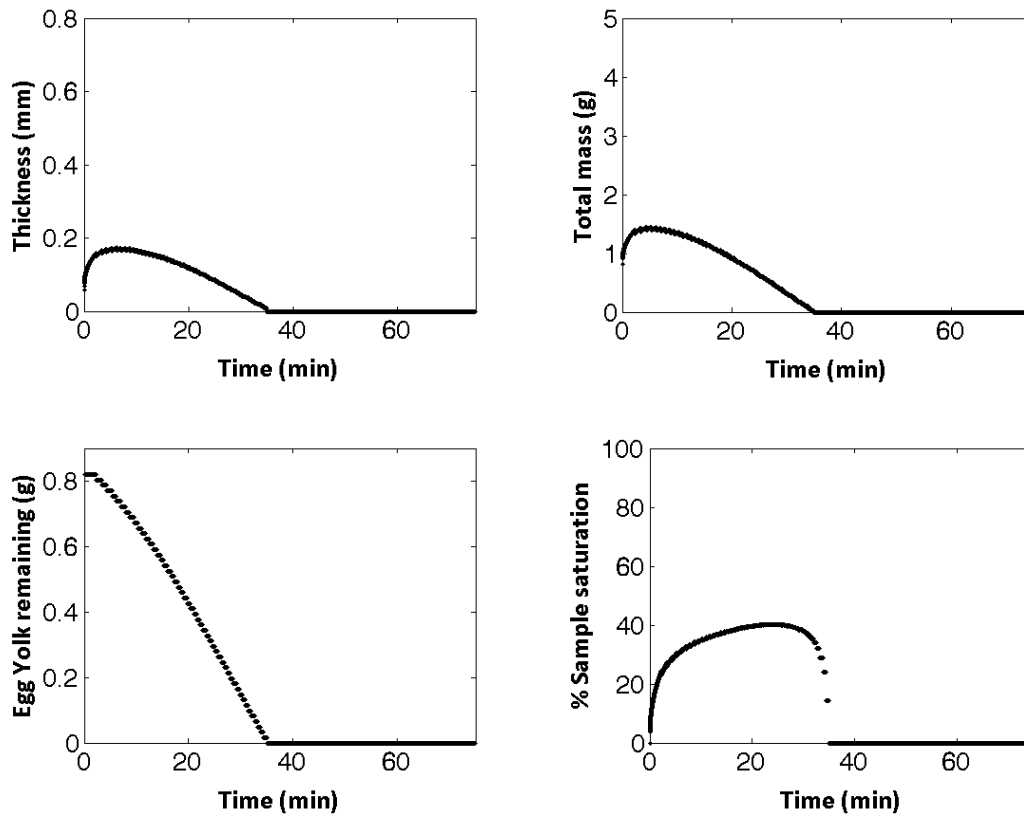 0.8
0.6
0.4
0.2
0
Thickness (mm)
0 20 40 60
Time (min)
5
4
3
2
1
0
Total mass (g)
0 20 40 60
Time (min)
0.8
0.6
0.4
0.2
0
Egg Yolk remaining (g)
0 20 40 60
Time (min)
100
80
60
40
20
0
% Sample saturation
0 20 40 60
Time (min)